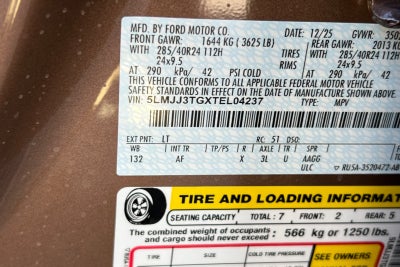 MFD. BY FORD MOTOR CO. 12/25 GVWR:
FRONT GAWR: 1644 KG (3625 LB) REAR GAWR: 2013
WITH 285/40R24 112H TIRES WITH 285/40R24 112H
24x9.5 RIMS 24x9.5
AT 290 kPa/ 42 PSI COLD AT 290 kPa/ 42
THIS VEHICLE CONFORMS TO ALL APPLICABLE FEDERAL MOTOR VEHICLE
SAFETY STANDARDS IN EFFECT ON THE DATE OF MANUFACTURE
VIN: 5LMJJ3TGXTEL04237 TYPE: MPV
EXT PNT: LT RC: 51 DSO:
WB INT TR TP/PS R AXLE TR SPR
132 AF X 3L U AAGG
ULC
TIRE AND LOADING
SEATING CAPACITY TOTAL: 7 FRONT: 2 REAR: 5
The combined weight of occupants and cargo should never exceed: 566 kg or 1250 lbs.
TIRE SIZE COLD TIRE PRESSURE SEE OWNERS